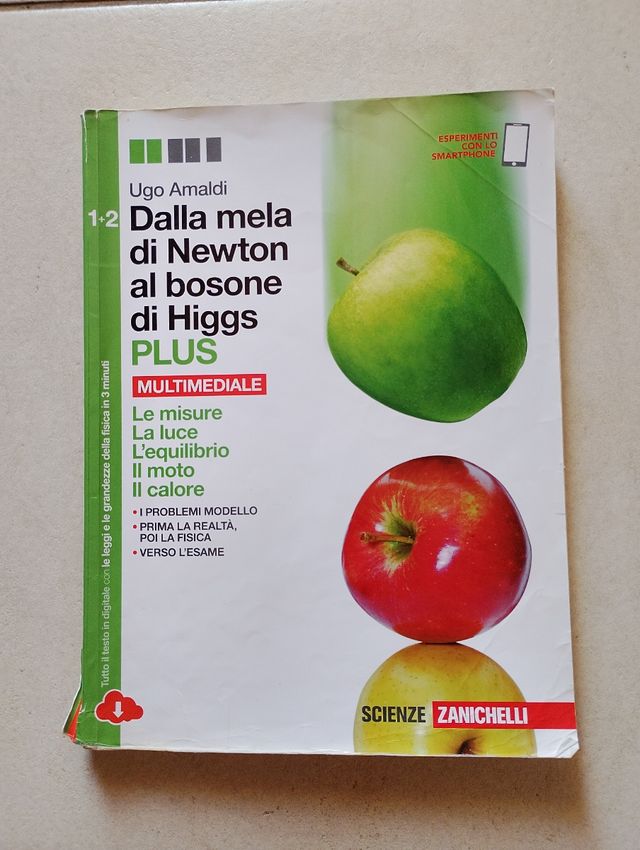 ESPERIMENTI
CON LO
SMARTPHONE
Ugo Amaldi
1+2
Dalla mela
di Newton
al bosone
di Higgs
PLUS
MULTIMEDIALE
Le misure
La luce
L'equilibrio
Il moto
Il calore
• I PROBLEMI MODELLO
• PRIMA LA REALTÀ,
POI LA FISICA
• VERSO L'ESAME
Tutto il testo in digitale con le leggi e le grandezze della fisica in 3 minuti
SCIENZE ZANICHELLI